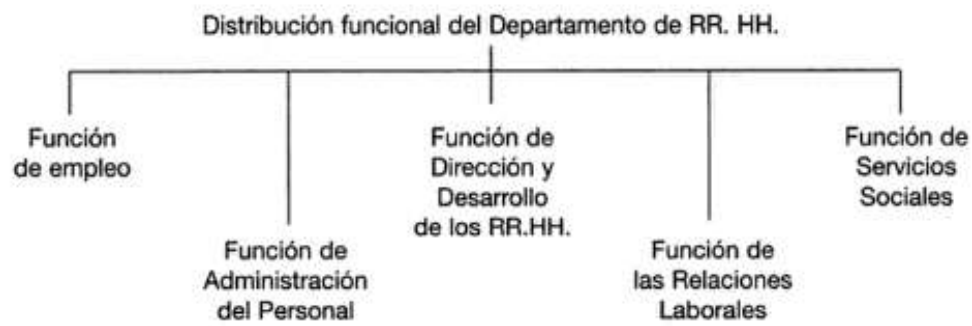 Distribución funcional del Departamento de RR. HH.
Función
de empleo
Función de
Administración
del Personal
Función de
Dirección y
Desarrollo
de los RR.HH.
Función de
las Relaciones
Laborales
Función de
Servicios
Sociales